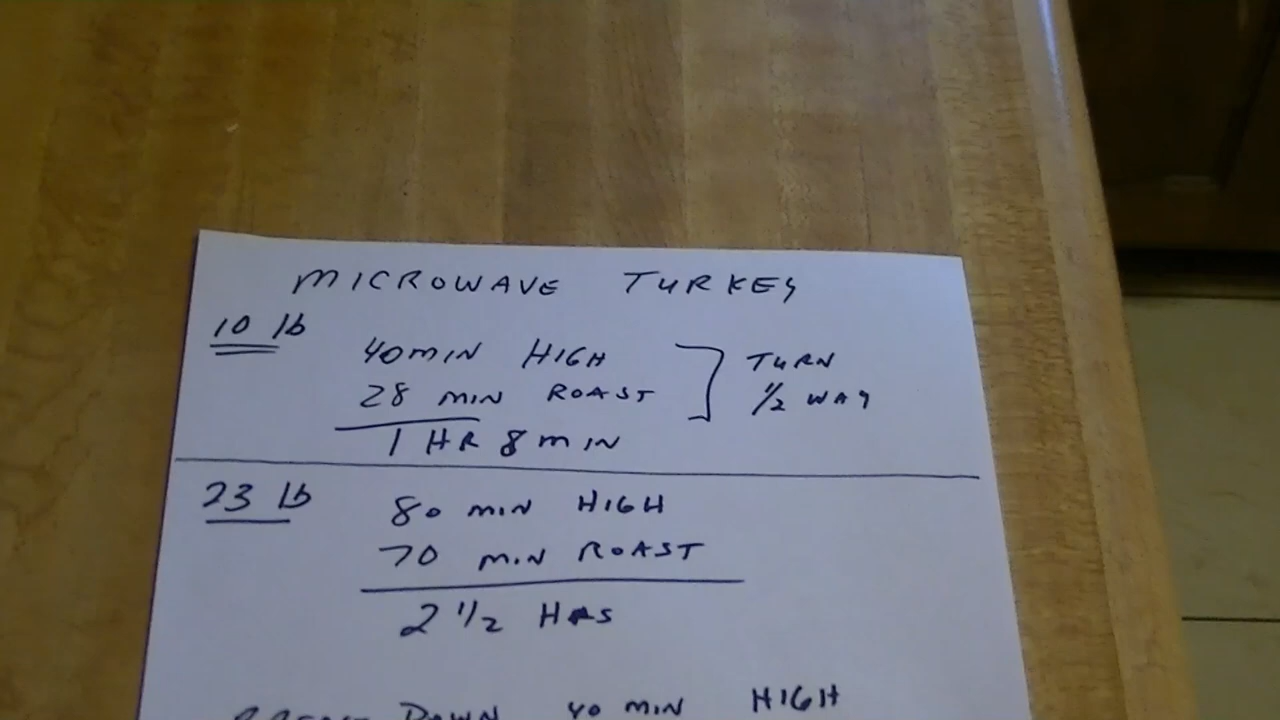 MICROWAVE TURKEY
10 lb
40 MIN HIGH
28 MIN ROAST
TURN
1/2 WAY
1 HR 8 MIN
23 lb
80 MIN HIGH
70 MIN ROAST
2 1/2 HRS
BREAST DOWN 40 MIN HIGH